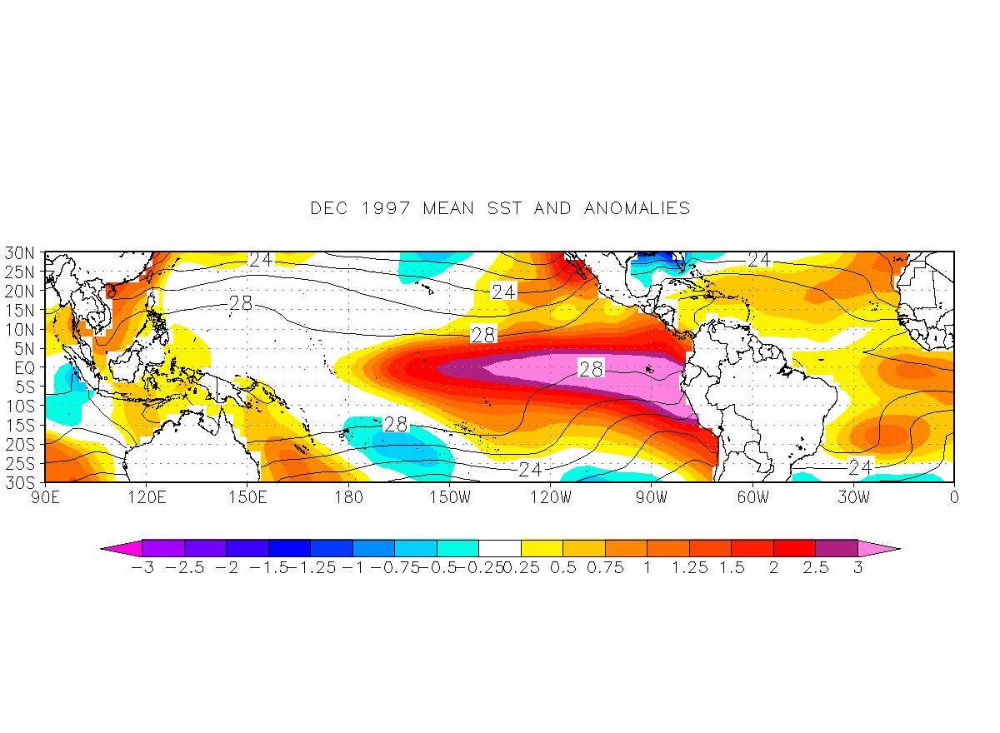 DEC 1997 MEAN SST AND ANOMALIES
30N
25N
20N
15N
10N
5N
EQ
5S
10S
15S
20S
25S
30S
24
24
28
24
28
28
28
24
24
90E 120E 150E 180 150W 120W 90W 60W 30W 0
-3 -2.5 -2 -1.5 -1.25 -1 -0.75 -0.5 -0.25 0.25 0.5 0.75 1 1.25 1.5 2 2.5 3